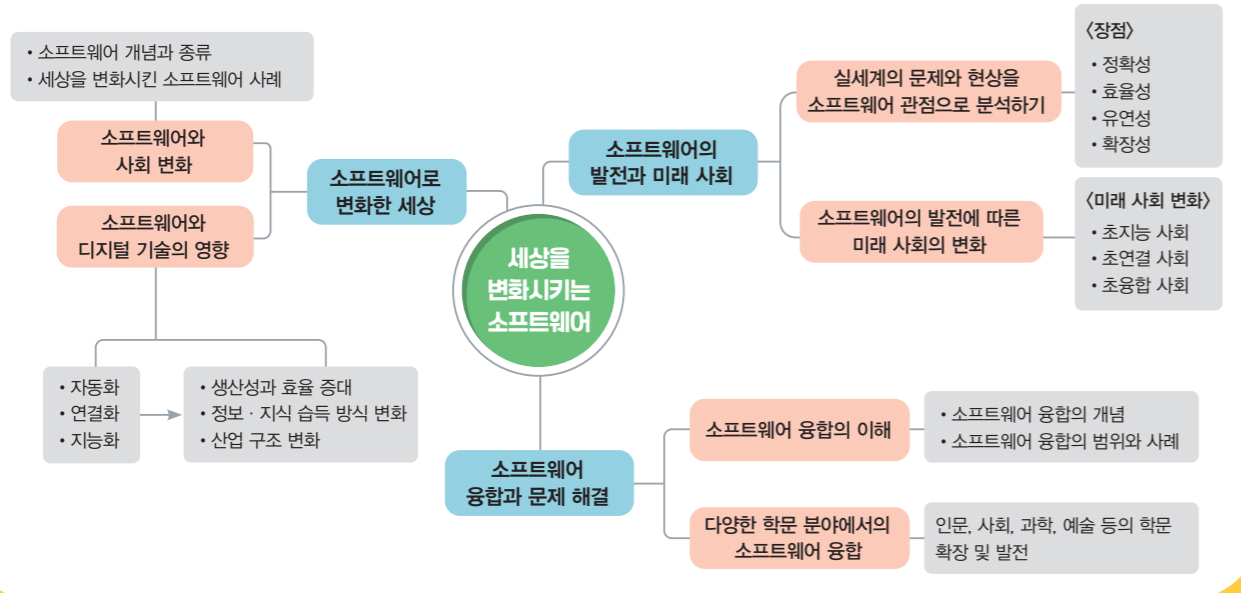 세상을
변화시키는
소프트웨어
소프트웨어로
변화한 세상
소프트웨어와
사회 변화
• 소프트웨어 개념과 종류
• 세상을 변화시킨 소프트웨어 사례
소프트웨어와
디지털 기술의 영향
• 자동화
• 연결화
• 지능화
• 생산성과 효율 증대
• 정보 · 지식 습득 방식 변화
• 산업 구조 변화
소프트웨어의
발전과 미래 사회
실세계의 문제와 현상을
소프트웨어 관점으로 분석하기
〈장점〉
• 정확성
• 효율성
• 유연성
• 확장성
소프트웨어의 발전에 따른
미래 사회의 변화
〈미래 사회 변화〉
• 초지능 사회
• 초연결 사회
• 초융합 사회
소프트웨어
융합과 문제 해결
소프트웨어 융합의 이해
• 소프트웨어 융합의 개념
• 소프트웨어 융합의 범위와 사례
다양한 학문 분야에서의
소프트웨어 융합
인문, 사회, 과학, 예술 등의 학문
확장 및 발전